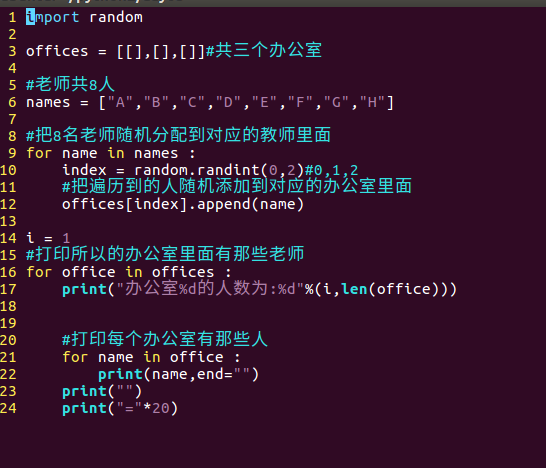 1 import random
2
3 offices = [[],[],[]]#共三个办公室
4
5 #老师共8人
6 names = ["A","B","C","D","E","F","G","H"]
7
8 #把8名老师随机分配到对应的教师里面
9 for name in names :
10     index = random.randint(0,2)#0,1,2
11     #把遍历到的人随机添加到对应的办公室里面
12     offices[index].append(name)
13
14 i = 1
15 #打印所以的办公室里面有那些老师
16 for office in offices :
17     print("办公室%d的人数为:%d"%(i,len(office)))
18
19
20     #打印每个办公室有那些人
21     for name in office :
22         print(name,end="")
23     print("")
24     print("="*20)